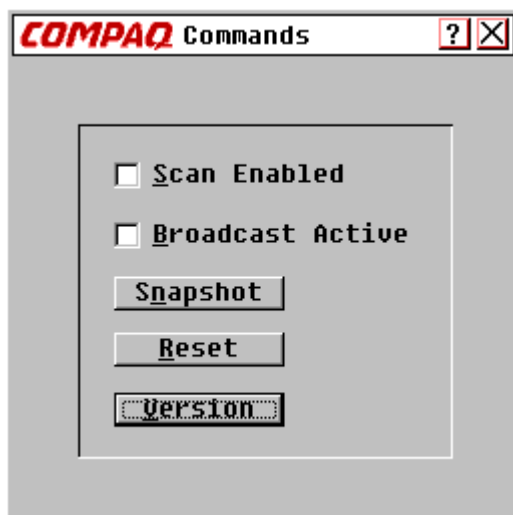 COMPAQ Commands ?
Scan Enabled
Broadcast Active
Snapshot
Reset
Version